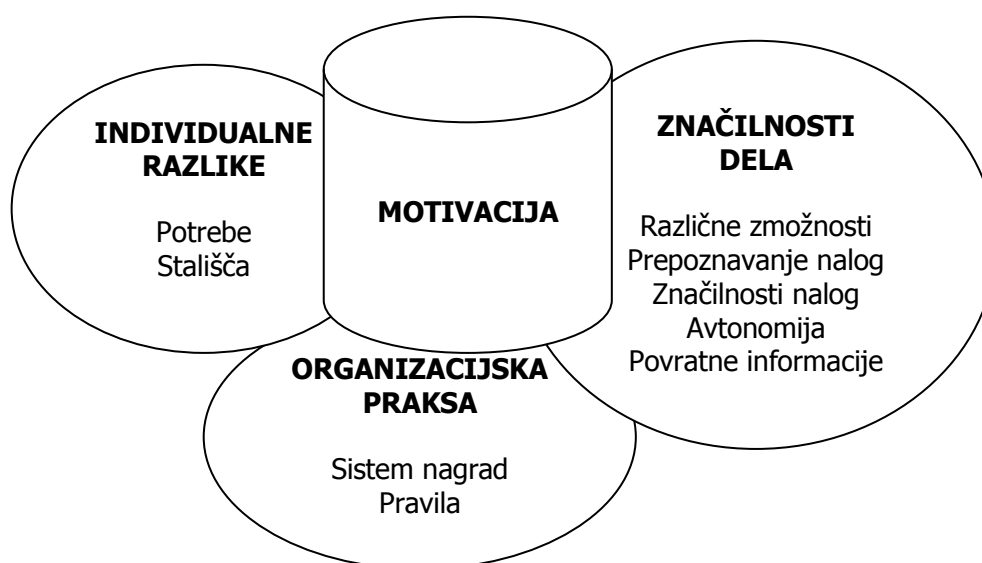 INDIVIDUALNE
RAZLIKE
Potrebe
Stališča
MOTIVACIJA
ZNAČILNOSTI
DELA
Različne zmožnosti
Prepoznavanje nalog
Značilnosti nalog
Avtonomija
Povratne informacije
ORGANIZACIJSKA
PRAKSA
Sistem nagrad
Pravila